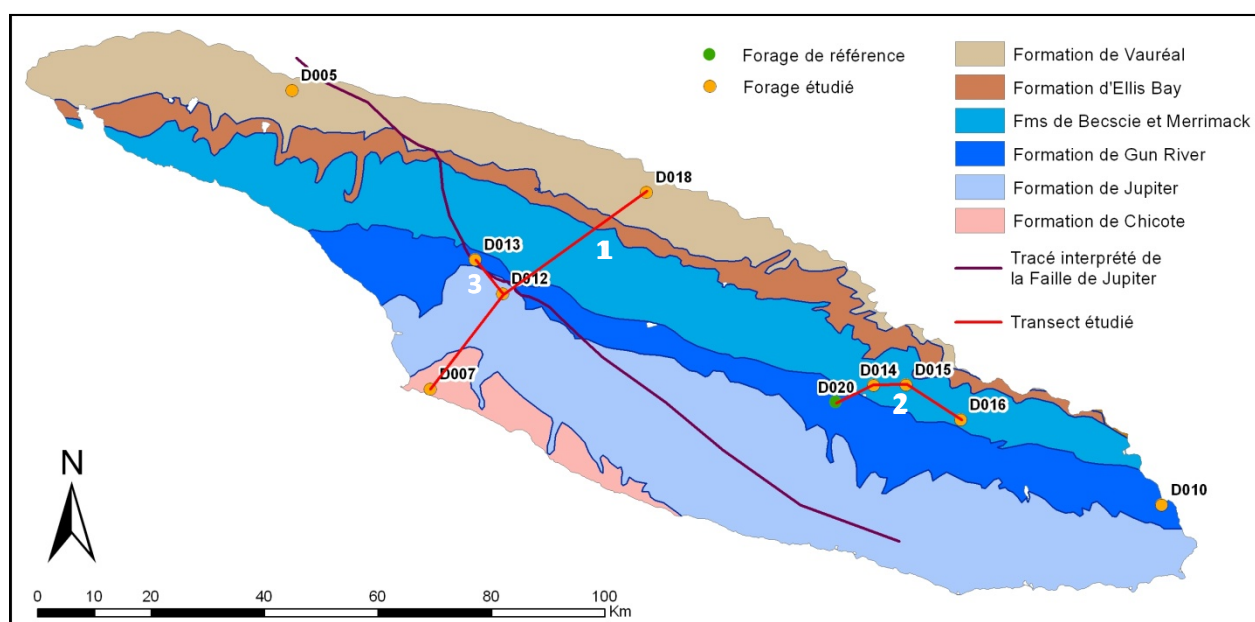 D005
D018
D013
D012
D007
D020
D014
D015
D016
D010
1
2
3
Forage de référence
Forage étudié
Formation de Vauréal
Formation d'Ellis Bay
Fms de Becscie et Merrimack
Formation de Gun River
Formation de Jupiter
Formation de Chicote
Tracé interprété de
la Faille de Jupiter
Transect étudié
N
0 10 20 40 60 80 100
Km